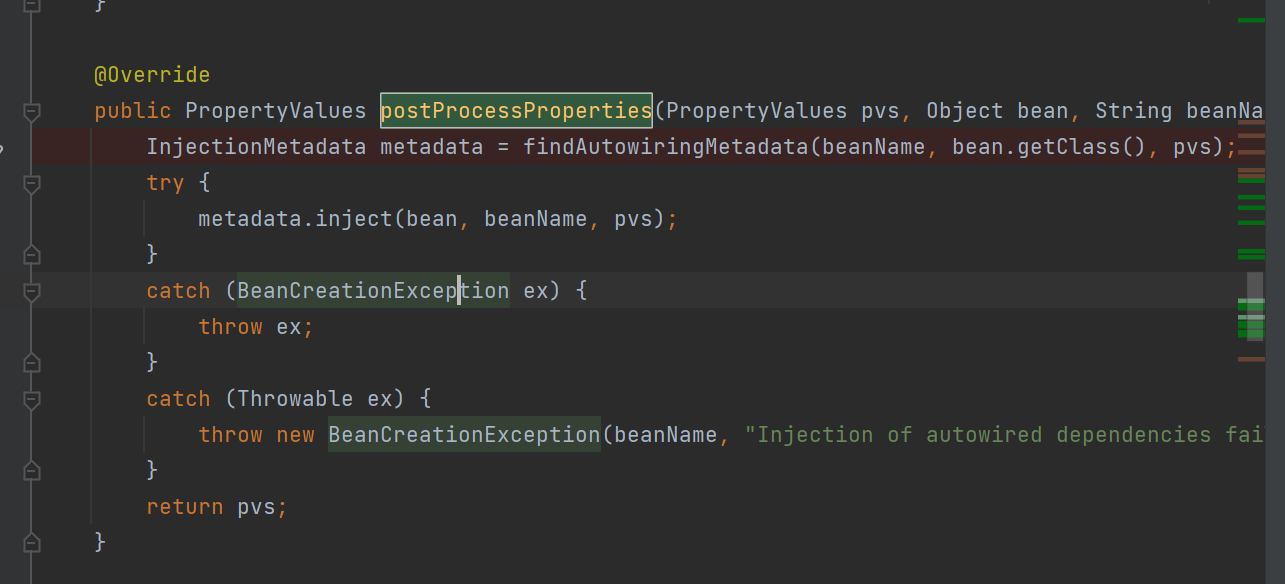 }
@Override
public PropertyValues postProcessProperties(PropertyValues pvs, Object bean, String beanNa
InjectionMetadata metadata = findAutowiringMetadata(beanName, bean.getClass(), pvs);
try {
metadata.inject(bean, beanName, pvs);
}
catch (BeanCreationException ex) {
throw ex;
}
catch (Throwable ex) {
throw new BeanCreationException(beanName, "Injection of autowired dependencies fai
}
return pvs;
}